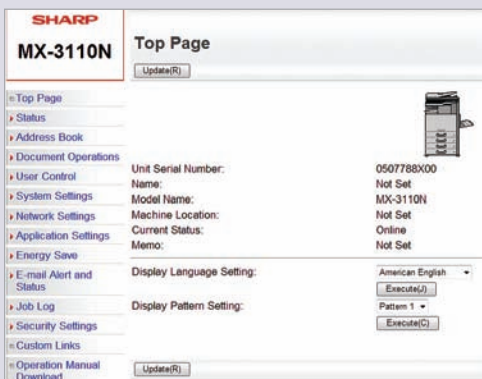 SHARP
MX-3110N
Top Page
Update(R)
Top Page
Status
Address Book
Document Operations
User Control
System Settings
Network Settings
Application Settings
Energy Save
E-mail Alert and
Status
Job Log
Security Settings
Custom Links
Operation Manual
Download
Unit Serial Number: 0507788X00
Name: Not Set
Model Name: MX-3110N
Machine Location: Not Set
Current Status: Online
Memo: Not Set
Display Language Setting: American English
Execute(J)
Display Pattern Setting: Pattern 1
Execute(C)
Update(R)